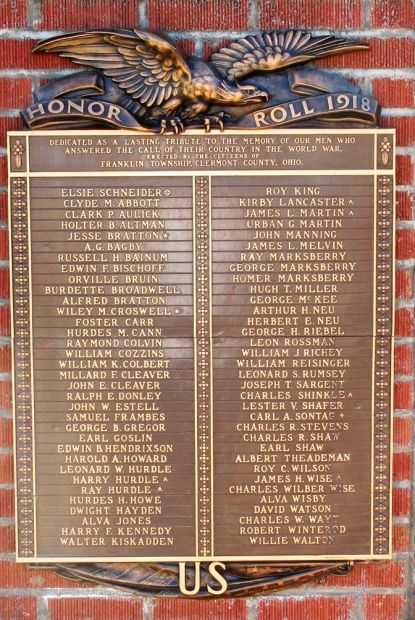 HONOR ROLL 1918
DEDICATED AS A LASTING TRIBUTE TO THE MEMORY OF OUR MEN WHO
ANSWERED THE CALL OF THEIR COUNTRY IN THE WORLD WAR.
ERECTED BY THE CITIZENS OF
FRANKLIN TOWNSHIP, CLERMONT COUNTY, OHIO.
ELSIE SCHNEIDER
CLYDE M. ABBOTT
CLARK P. AULICK
HOLTER B. ALTMAN
JESSE BRATTON
A. G. BAGBY
RUSSELL H. BAINUM
EDWIN F. BISCHOFF
ORVILLE BRUIN
BURDETTE BROADWELL
ALFRED BRATTON
WILEY M. CROSWELL
FOSTER CARR
HURDES M. CANN
RAYMOND COLVIN
WILLIAM COZZINS
WILLIAM K. COLBERT
MILLARD F. CLEAVER
JOHN E. CLEAVER
RALPH E. DONLEY
JOHN W. ESTELL
SAMUEL FRAMBES
GEORGE B. GREGOR
EARL GOSLIN
EDWIN B. HENDRIXSON
HAROLD A. HOWARD
LEONARD W. HURDLE
HARRY HURDLE
RAY HURDLE
HURDES H. HOWE
DWIGHT HAYDEN
ALVA JONES
HARRY F. KENNEDY
WALTER KISKADDEN
ROY KING
KIRBY LANCASTER
JAMES L. MARTIN
URBAN G. MARTIN
JOHN MANNING
JAMES L. MELVIN
RAY MARKSBERRY
GEORGE MARKSBERRY
HOMER MARKSBERRY
HUGH T. MILLER
GEORGE McKEE
ARTHUR H. NEU
HERBERT E. NEU
GEORGE H. RIEBEL
LEON ROSSMAN
WILLIAM J. RICHEY
WILLIAM REISINGER
LEONARD S. RUMSEY
JOSEPH T. SARGENT
CHARLES SHINKLE
LESTER V. SHAFER
CARL A. SONTAG
CHARLES R. STEVENS
CHARLES R. SHAW
EARL SHAW
ALBERT THEADEMAN
ROY C. WILSON
JAMES H. WISE
CHARLES WILBER WISE
ALVA WISBY
DAVID WATSON
CHARLES W. WAYT
ROBERT WINTEROD
WILLIE WALTON
US